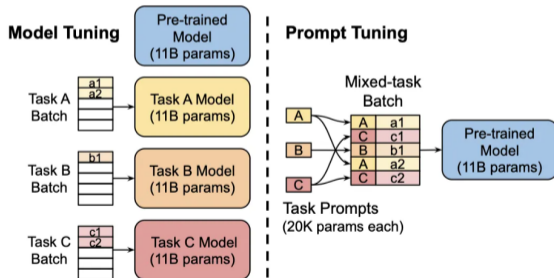 Model Tuning
Pre-trained
Model
(11B params)
a1
a2
Task A
Batch
Task A Model
(11B params)
b1
Task B
Batch
Task B Model
(11B params)
c1
c2
Task C
Batch
Task C Model
(11B params)
Prompt Tuning
Mixed-task
Batch
A
B
C
A a1
C c1
B b1
A a2
C c2
Pre-trained
Model
(11B params)
Task Prompts
(20K params each)